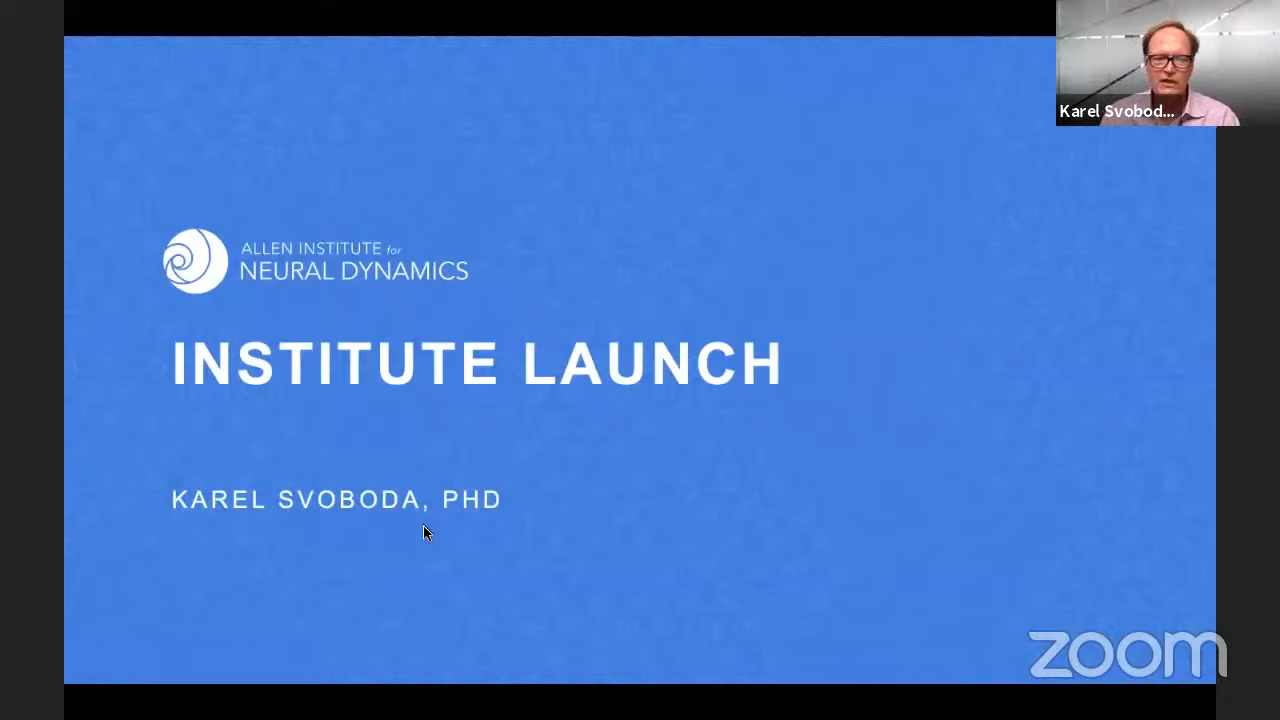 Karel Svobod...
ALLEN INSTITUTE for
NEURAL DYNAMICS
INSTITUTE LAUNCH
KAREL SVOBODA, PHD
zoom